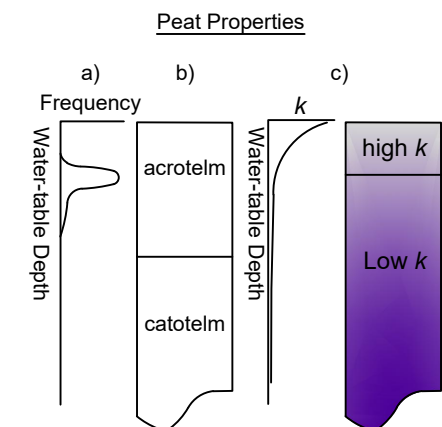 Peat Properties
a)
b)
c)
Frequency
k
Water-table Depth
acrotelm
catotelm
Water-table Depth
high k
Low k